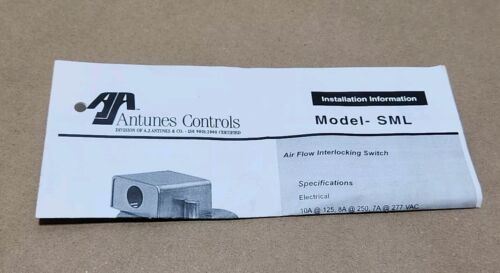 AJA
Antunes Controls
DIVISION OF A.J ANTUNES & CO. - ISO 9001:2000 CERTIFIED
Installation Information
Model- SML
Air Flow Interlocking Switch
Specifications
Electrical
10A @ 125, 8A @ 250, 7A @ 277 VAC